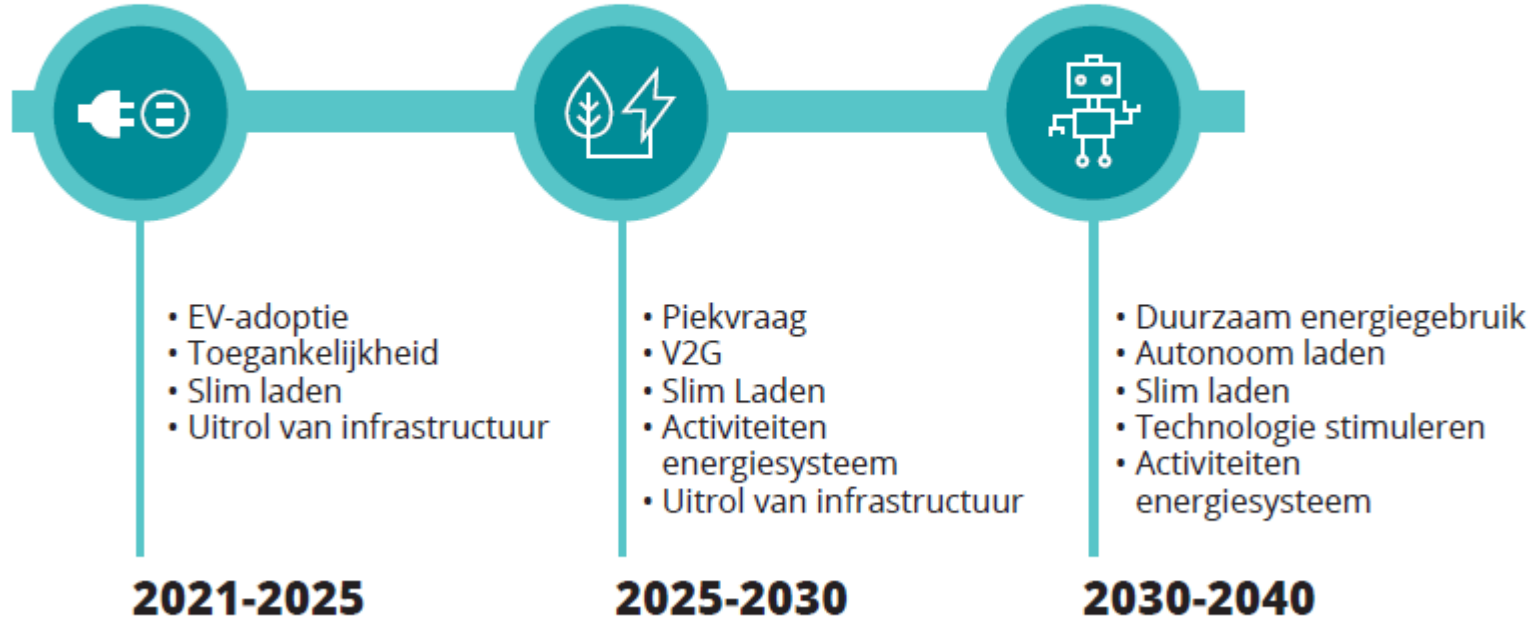 • EV-adoptie
• Toegankelijkheid
• Slim laden
• Uitrol van infrastructuur
2021-2025
• Piekvraag
• V2G
• Slim Laden
• Activiteiten
energiesysteem
• Uitrol van infrastructuur
2025-2030
• Duurzaam energiegebruik
• Autonoom laden
• Slim laden
• Technologie stimuleren
• Activiteiten
energiesysteem
2030-2040